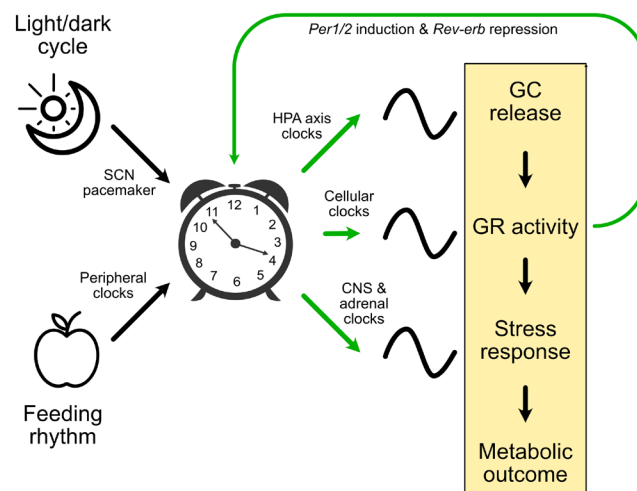 Light/dark
cycle
Per1/2 induction & Rev-erb repression
HPA axis
clocks
GC
release
SCN
pacemaker
Cellular
clocks
GR activity
12
1
2
3
4
5
6
7
8
9
10
11
Peripheral
clocks
CNS &
adrenal
clocks
Stress
response
Feeding
rhythm
Metabolic
outcome